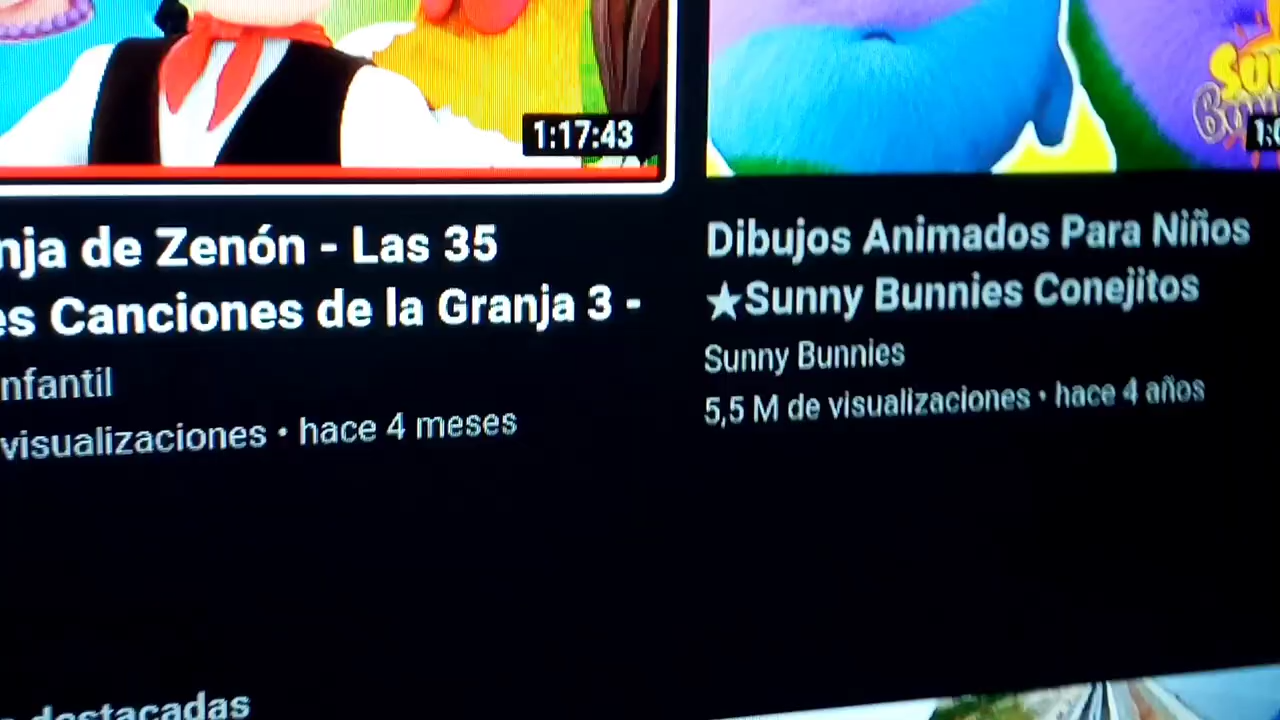 1:17:43
nja de Zenón - Las 35
es Canciones de la Granja 3 -
nfantil
visualizaciones • hace 4 meses
Dibujos Animados Para Niños
★Sunny Bunnies Conejitos
Sunny Bunnies
5,5 M de visualizaciones • hace 4 años
destacadas